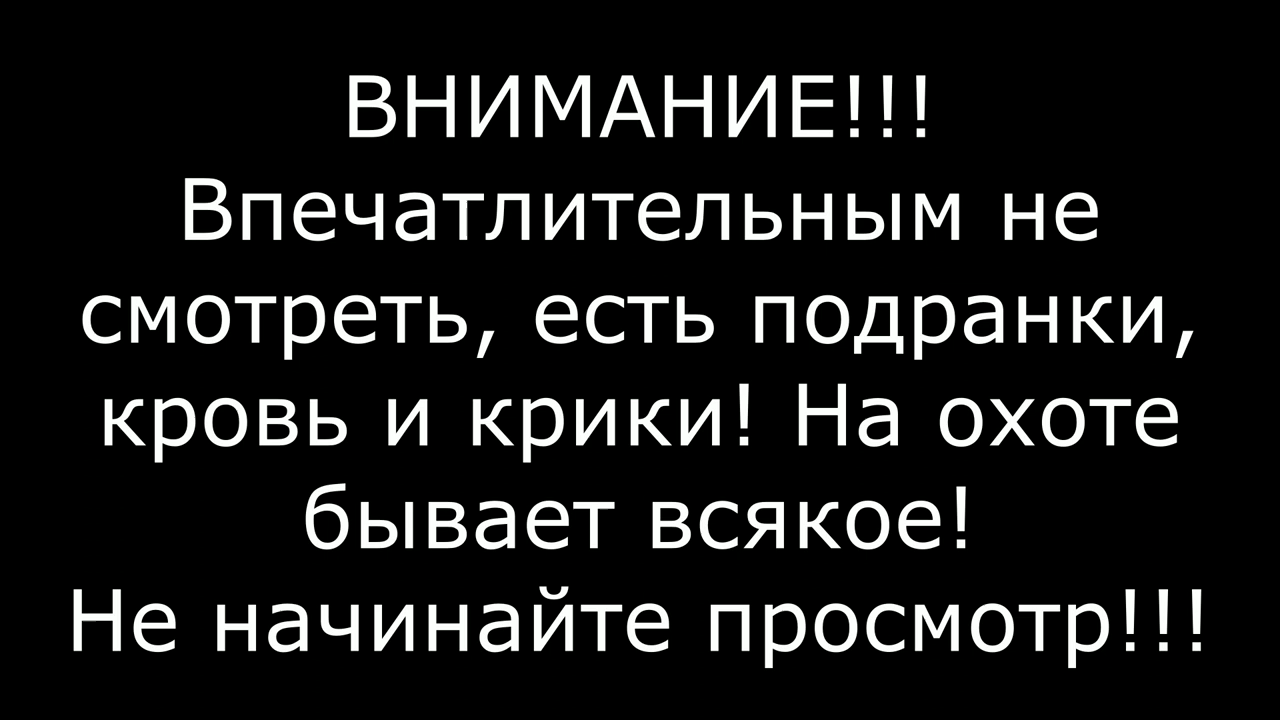 ВНИМАНИЕ!!!
Впечатлительным не
смотреть, есть подранки,
кровь и крики! На охоте
бывает всякое!
Не начинайте просмотр!!!